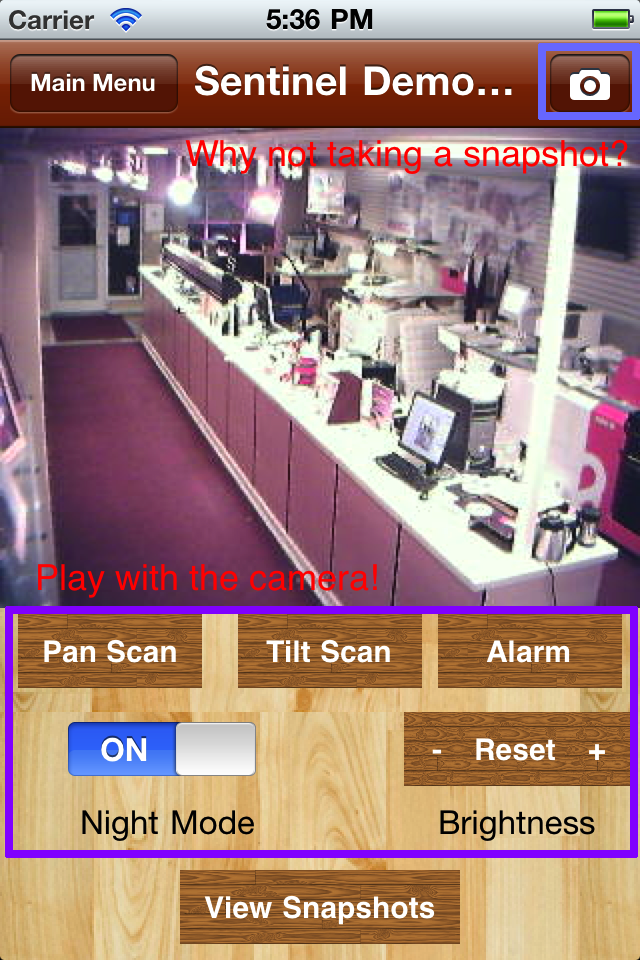 Carrier 5:36 PM
Main Menu Sentinel Demo...
Why not taking a snapshot?
Play with the camera!
Pan Scan Tilt Scan Alarm
ON - Reset +
Night Mode Brightness
View Snapshots